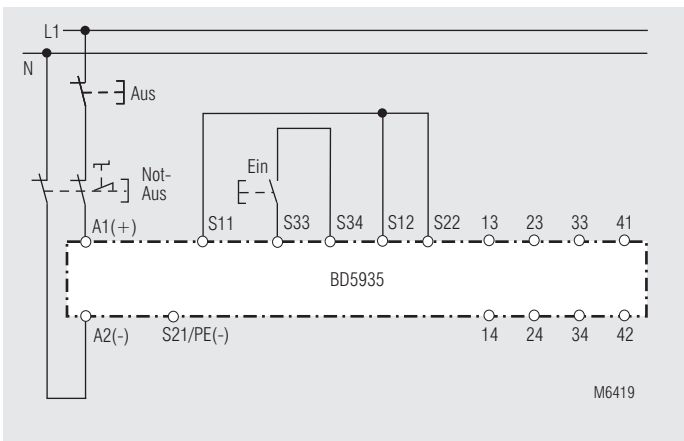 L1
N
Aus
Ein
Not-
Aus
A1(+) S11 S33 S34 S12 S22 13 23 33 41
BD5935
A2(-) S21/PE(-) 14 24 34 42
M6419